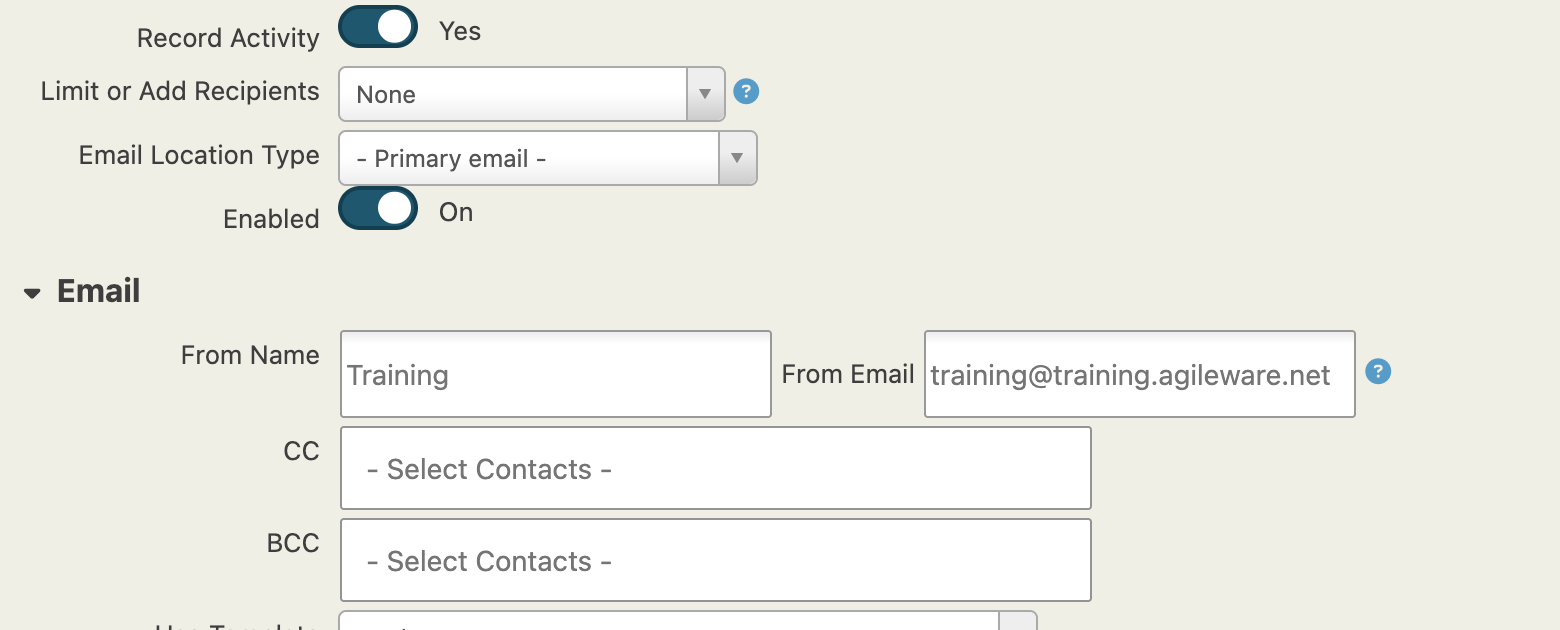 Record Activity Yes
Limit or Add Recipients None ?
Email Location Type - Primary email -
Enabled On
Email
From Name Training From Email training@training.agileware.net ?
CC - Select Contacts -
BCC - Select Contacts -